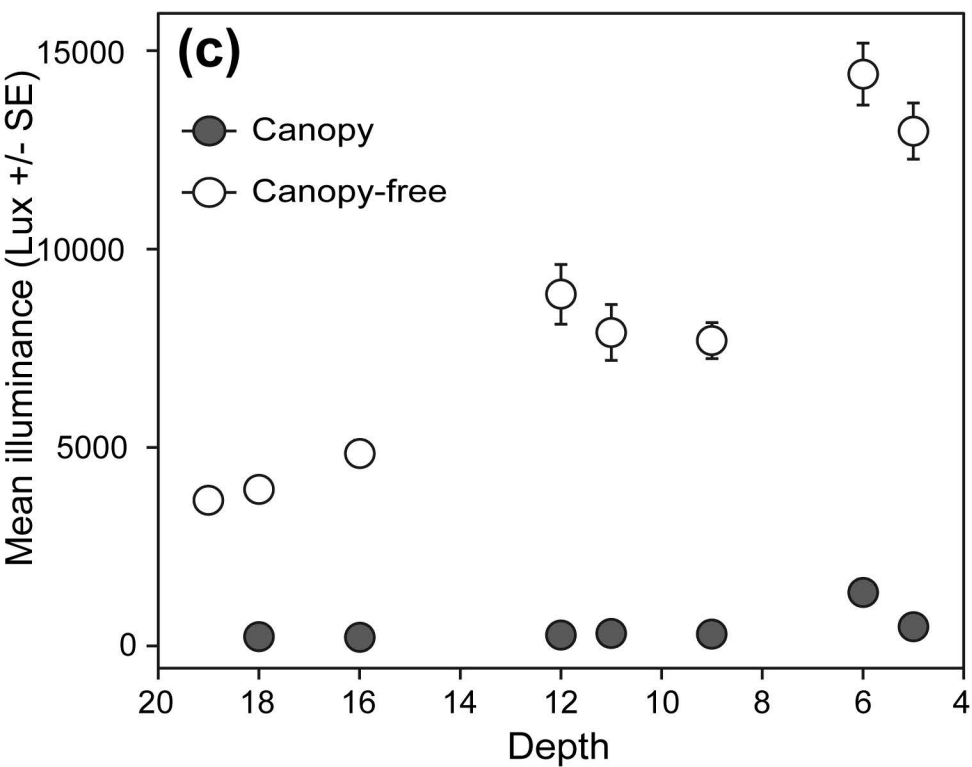 (c)
Canopy
Canopy-free
Mean illuminance (Lux +/- SE)
15000
10000
5000
0
20 18 16 14 12 10 8 6 4
Depth